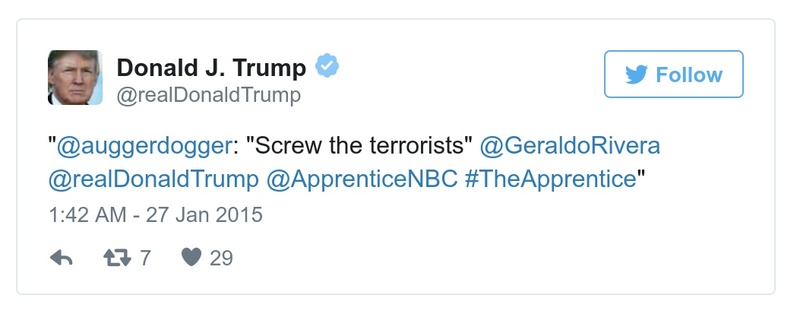 Donald J. Trump
@realDonaldTrump
Follow
"@auggerdogger: "Screw the terrorists" @GeraldoRivera
@realDonaldTrump @ApprenticeNBC #TheApprentice"
1:42 AM - 27 Jan 2015
7 29